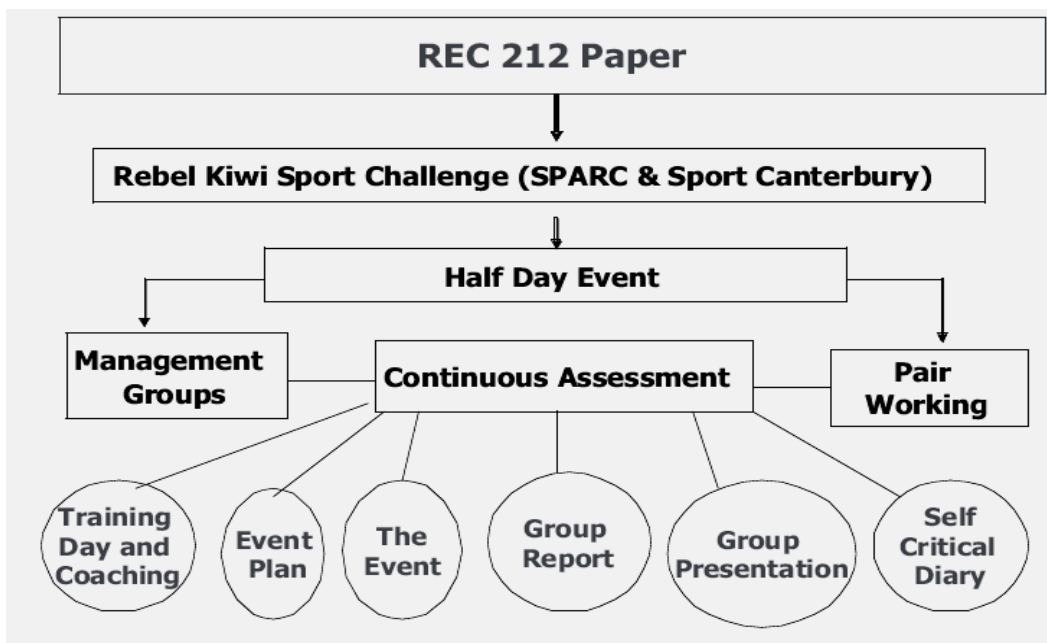 REC 212 Paper
Rebel Kiwi Sport Challenge (SPARC & Sport Canterbury)
Half Day Event
Management
Groups
Continuous Assessment
Pair
Working
Training
Day and
Coaching
Event
Plan
The
Event
Group
Report
Group
Presentation
Self
Critical
Diary